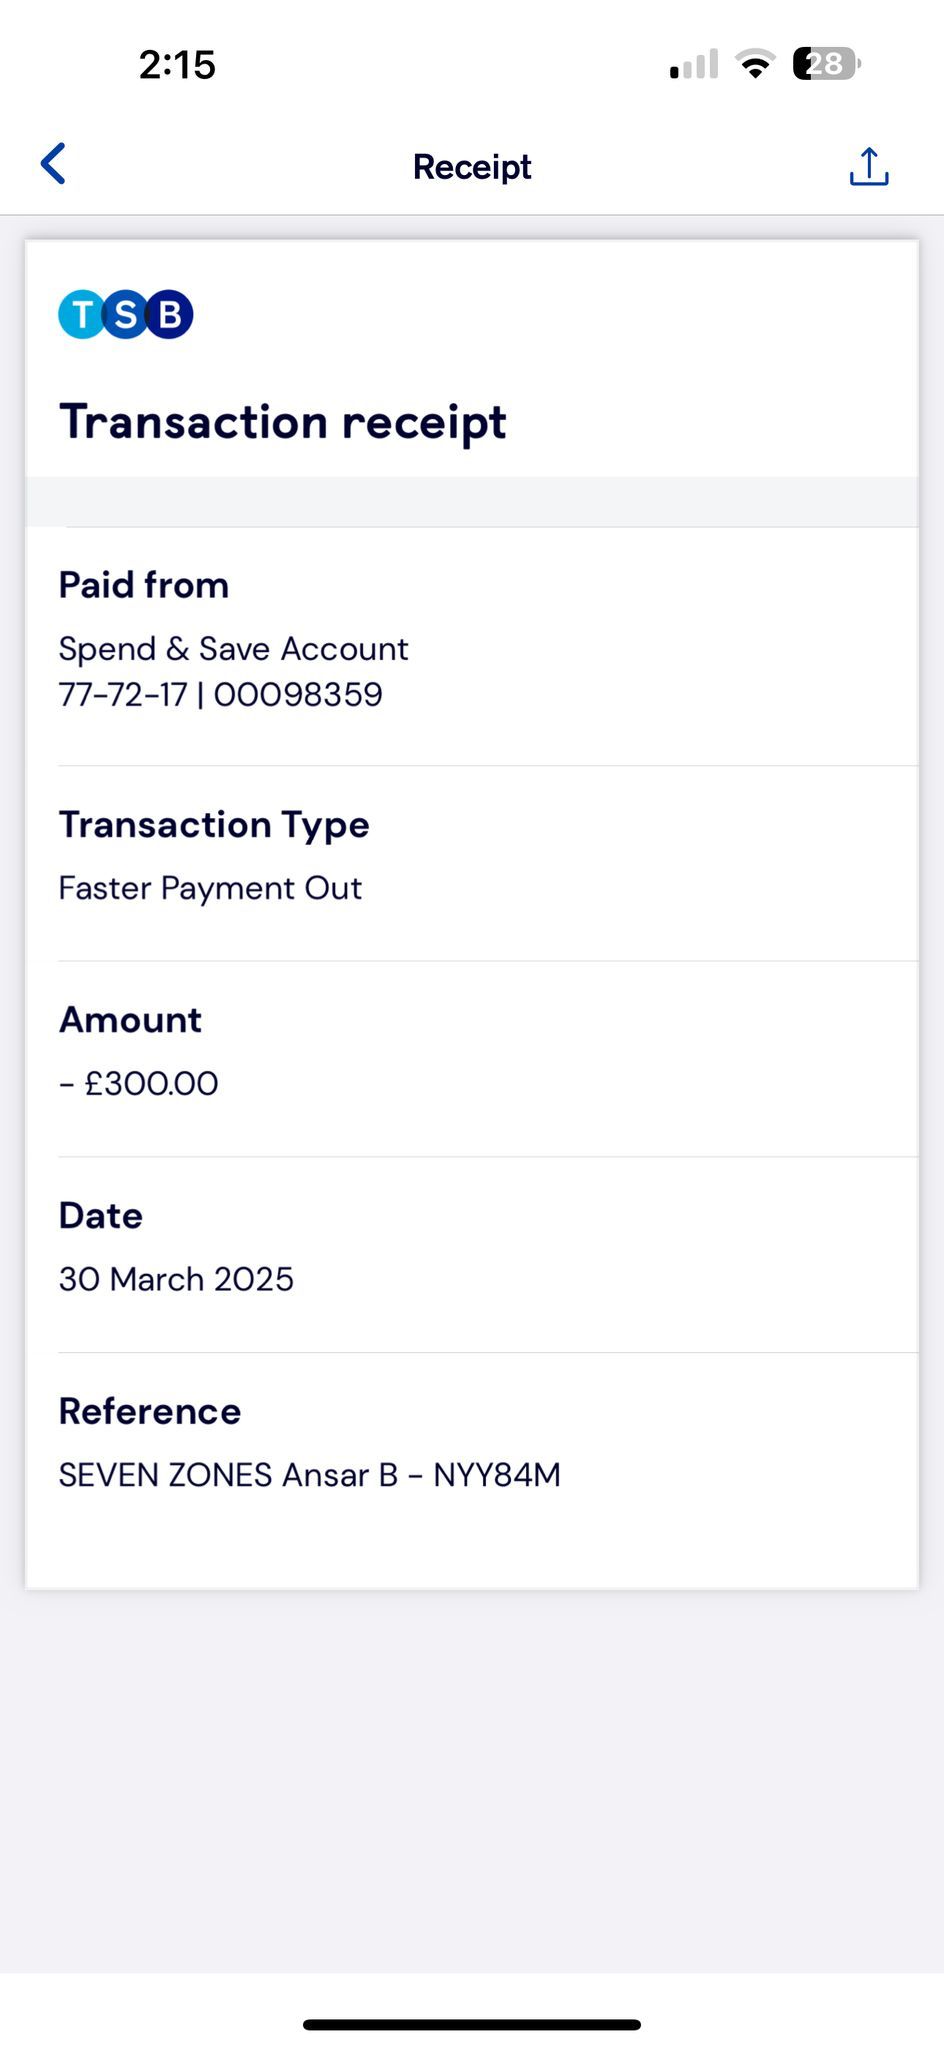 2:15
28
Receipt
TSB
Transaction receipt
Paid from
Spend & Save Account
77-72-17 | 00098359
Transaction Type
Faster Payment Out
Amount
- £300.00
Date
30 March 2025
Reference
SEVEN ZONES Ansar B - NYY84M